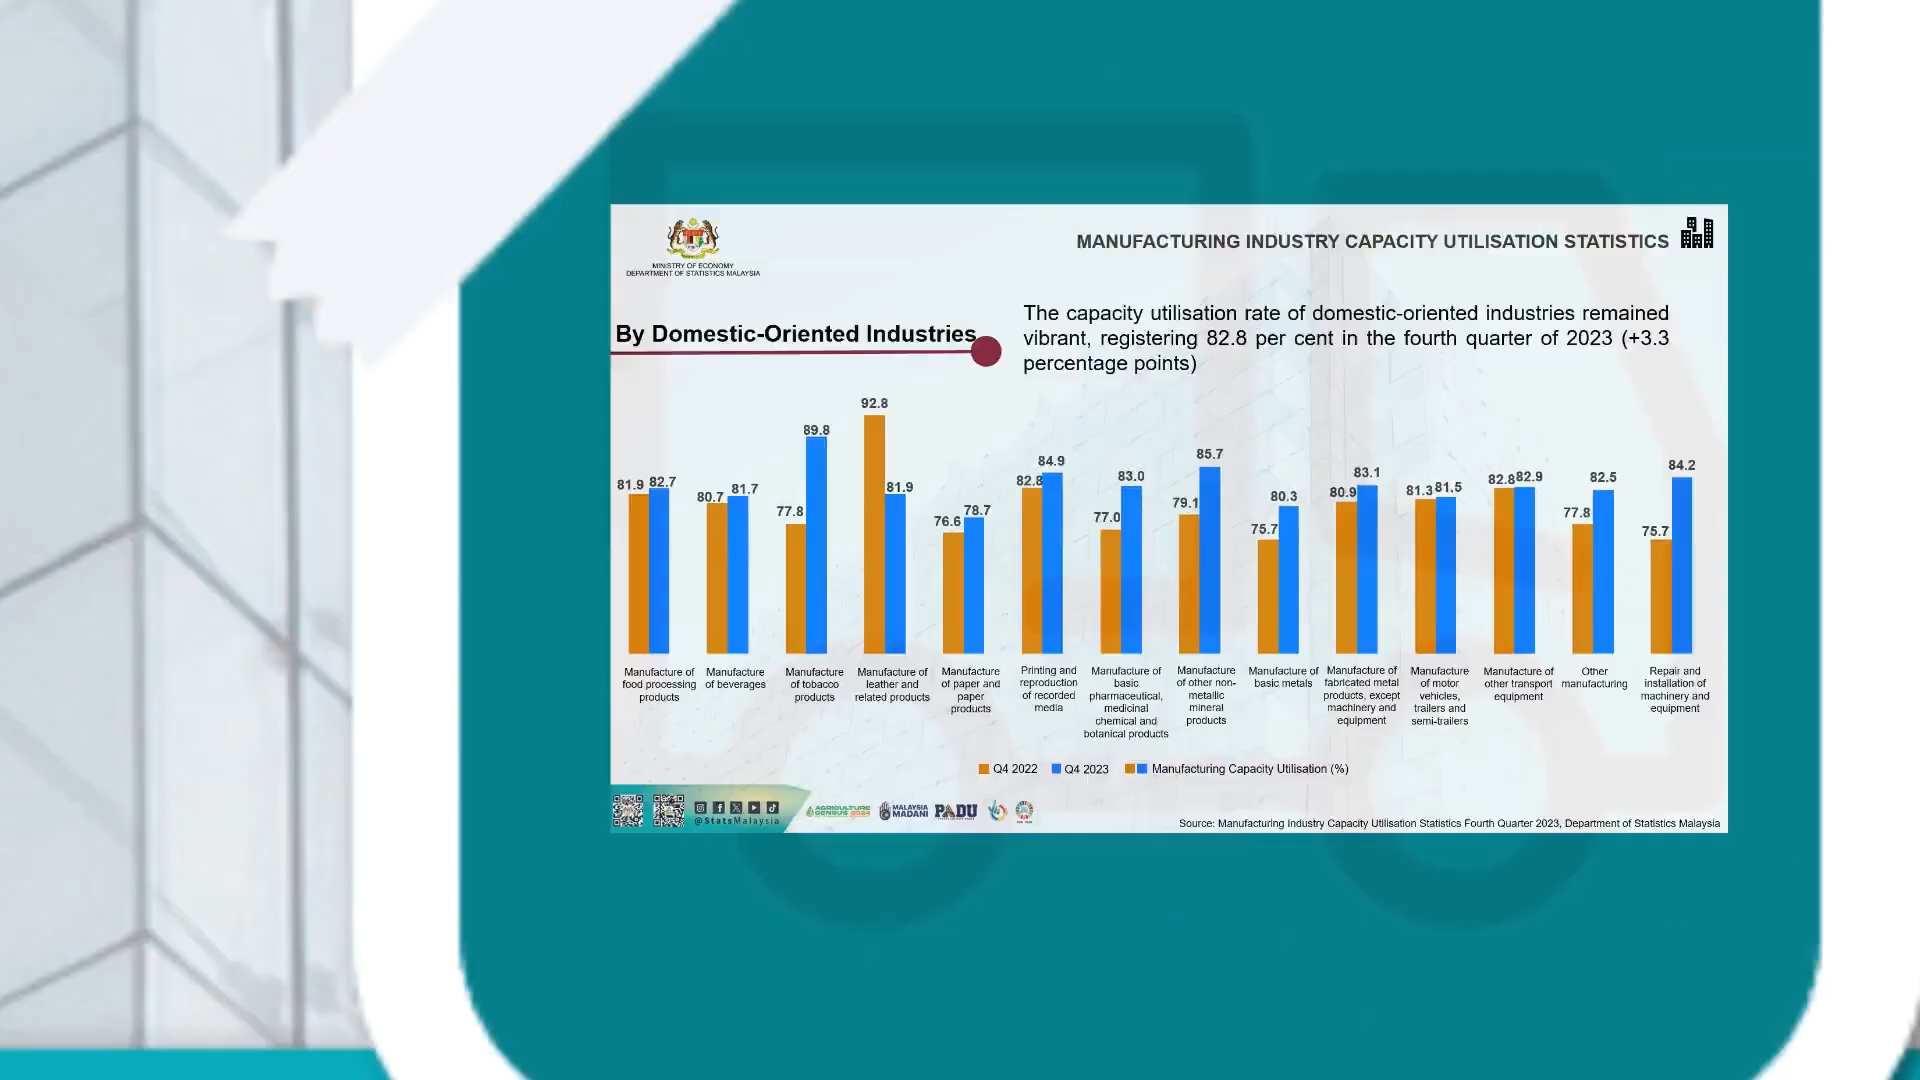 MINISTRY OF ECONOMY
DEPARTMENT OF STATISTICS MALAYSIA
MANUFACTURING INDUSTRY CAPACITY UTILISATION STATISTICS
By Domestic-Oriented Industries
The capacity utilisation rate of domestic-oriented industries remained
vibrant, registering 82.8 per cent in the fourth quarter of 2023 (+3.3
percentage points)
81.9 82.7
80.7 81.7
77.8 89.8
92.8 81.9
76.6 78.7
82.8 84.9
77.0 83.0
79.1 85.7
75.7 80.3
80.9 83.1
81.3 81.5
82.8 82.9
77.8 82.5
75.7 84.2
Manufacture of
food processing
products
Manufacture
of beverages
Manufacture
of tobacco
products
Manufacture of
leather and
related products
Manufacture
of paper and
paper
products
Printing and
reproduction
of recorded
media
Manufacture of
basic
pharmaceutical,
medicinal
chemical and
botanical products
Manufacture
of other non-
metallic
mineral
products
Manufacture of
basic metals
Manufacture of
fabricated metal
products, except
machinery and
equipment
Manufacture
of motor
vehicles,
trailers and
semi-trailers
Manufacture of
other transport
equipment
Other
manufacturing
Repair and
installation of
machinery and
equipment
Q4 2022 Q4 2023 Manufacturing Capacity Utilisation (%)
@StatsMalaysia
AGRICULTURE
CENSUS 2024
MALAYSIA
MADANI
PADU
Source: Manufacturing Industry Capacity Utilisation Statistics Fourth Quarter 2023, Department of Statistics Malaysia